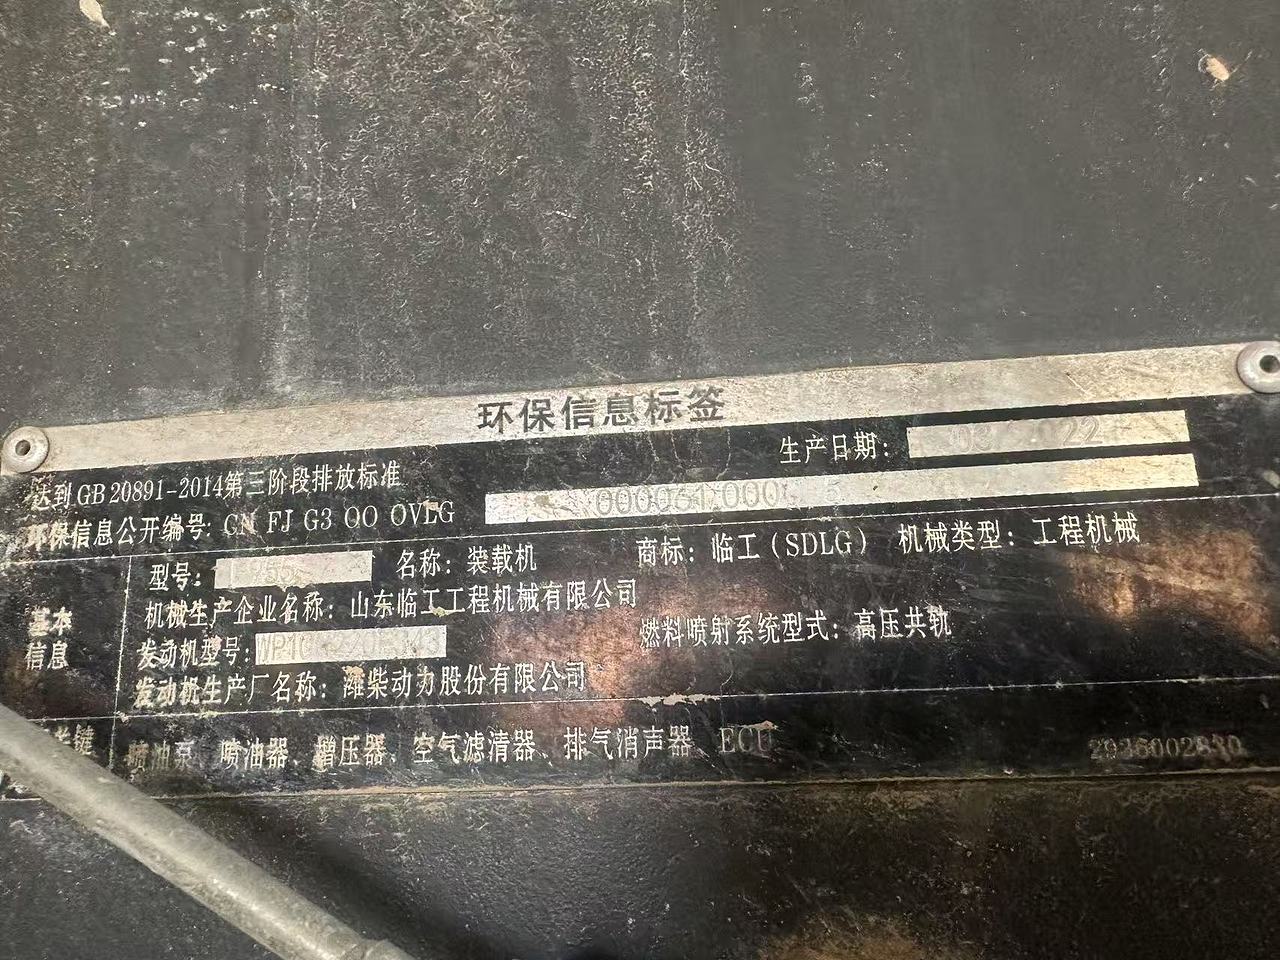 环保信息标签
达到GB 20891-2014第三阶段排放标准 生产日期:
环保信息公开编号: CN FJ G3 OO OVLG
型号: 名称: 装载机 商标: 临工(SDLG) 机械类型: 工程机械
基本信息
机械生产企业名称: 山东临工工程机械有限公司
发动机型号: 燃料喷射系统型式: 高压共轨
发动机生产厂名称: 潍柴动力股份有限公司
喷油泵、喷油器、增压器、空气滤清器、排气消声器、ECU